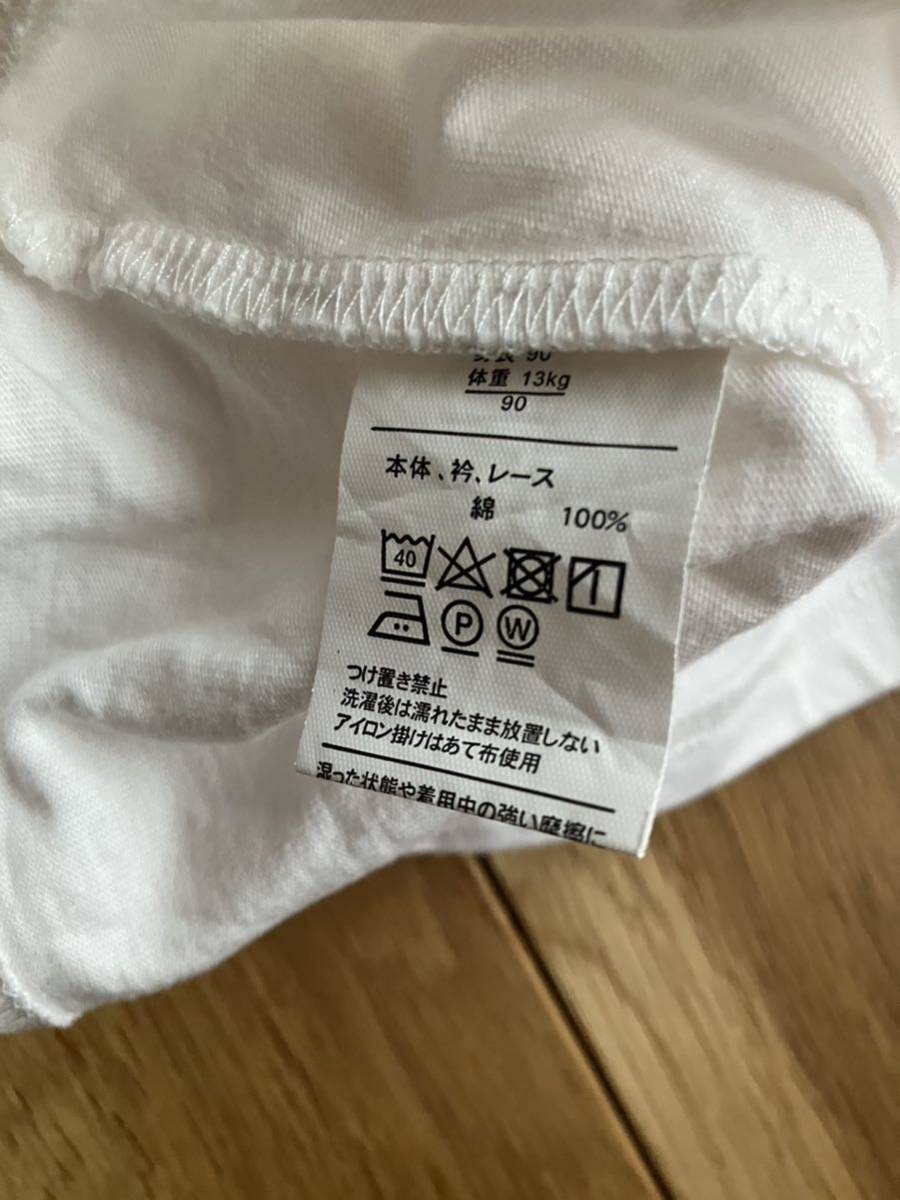 身長 90
体重 13kg
90
本体、衿、レース
綿 100%
40
P W
つけ置き禁止
洗濯後は濡れたまま放置しない
アイロン掛けはあて布使用
湿った状態や着用中の強い摩擦に